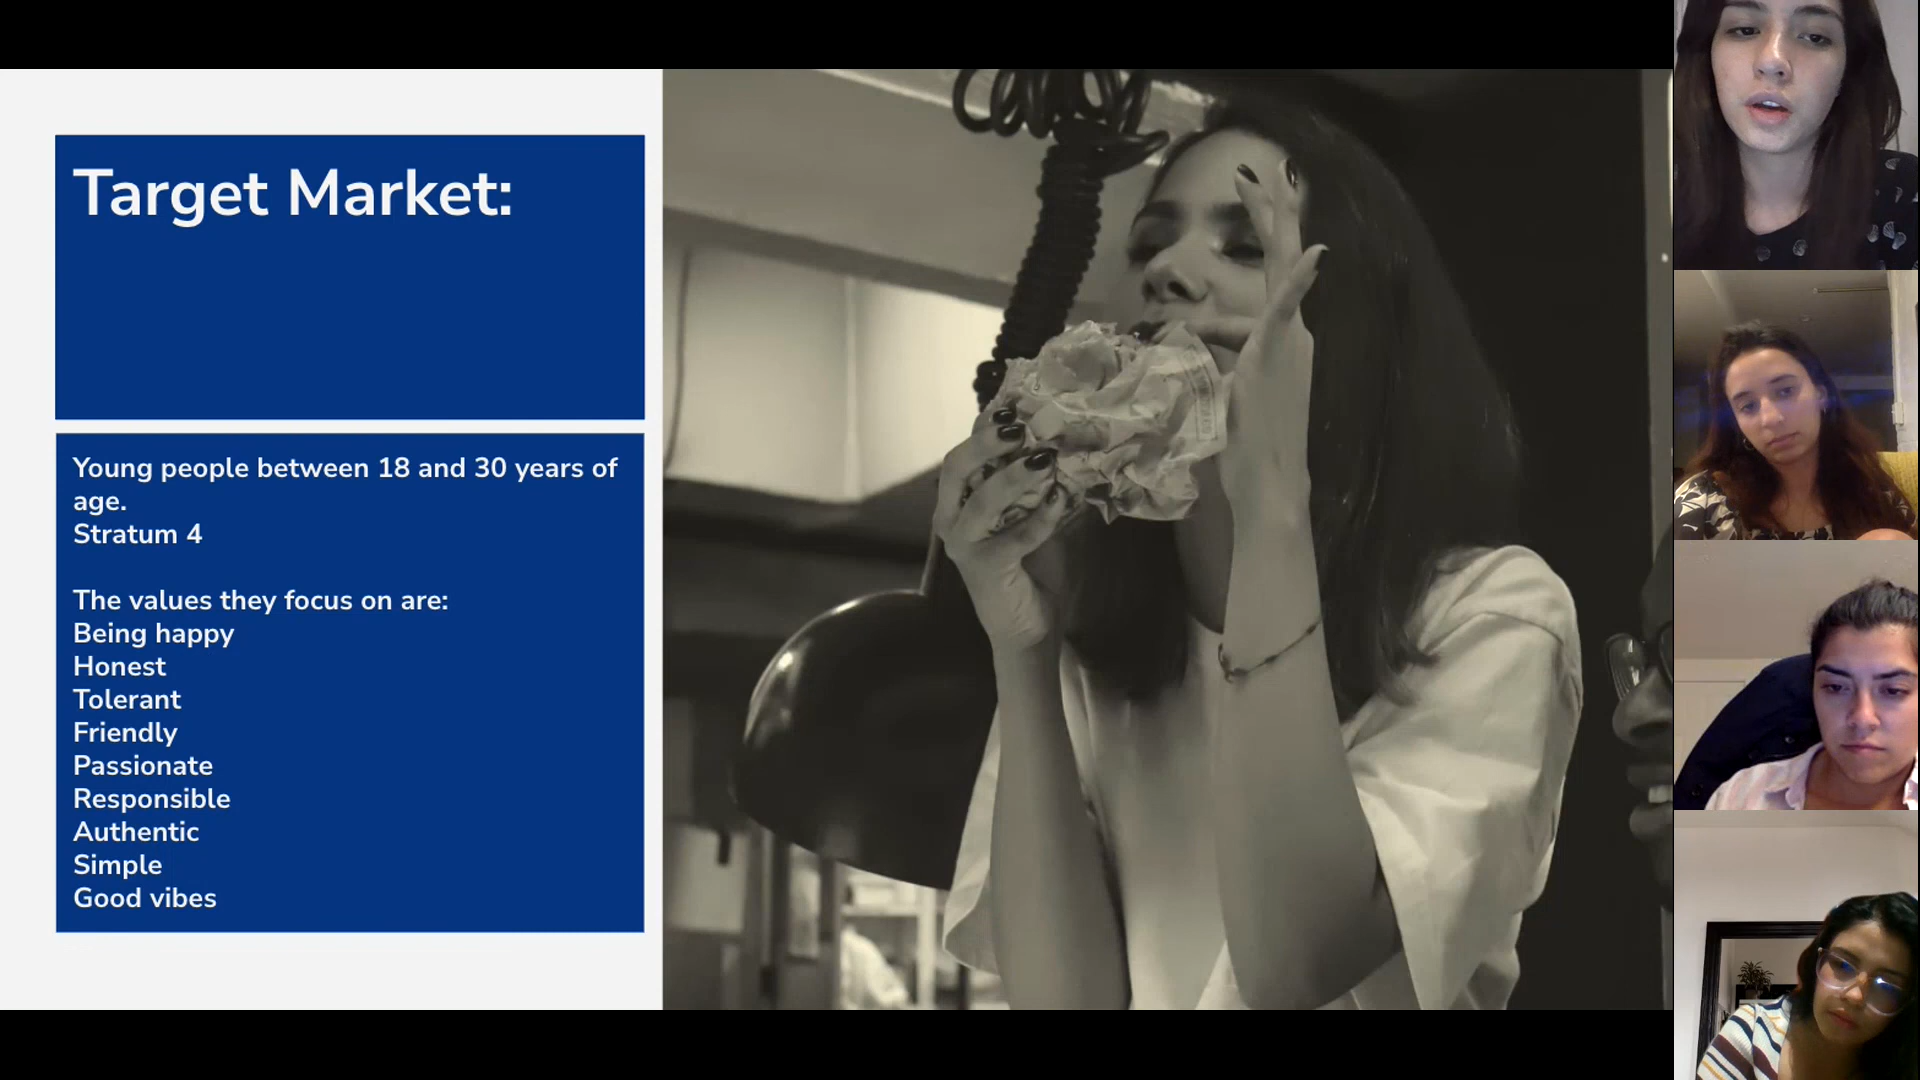 Target Market:
Young people between 18 and 30 years of
age.
Stratum 4
The values they focus on are:
Being happy
Honest
Tolerant
Friendly
Passionate
Responsible
Authentic
Simple
Good vibes